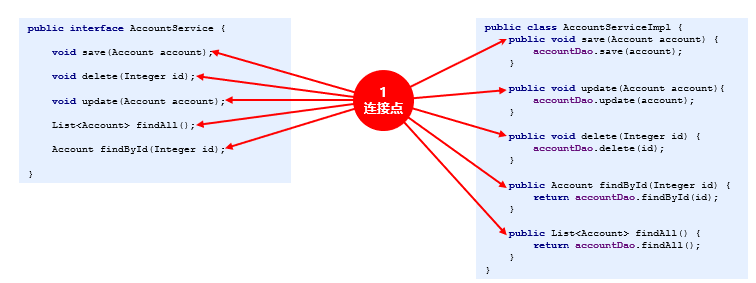 public interface AccountService {
void save(Account account);
void delete(Integer id);
void update(Account account);
List<Account> findAll();
Account findById(Integer id);
}
1
连接点
public class AccountServiceImpl {
public void save(Account account) {
accountDao.save(account);
}
public void update(Account account){
accountDao.update(account);
}
public void delete(Integer id) {
accountDao.delete(id);
}
public Account findById(Integer id) {
return accountDao.findById(id);
}
public List<Account> findAll() {
return accountDao.findAll();
}
}